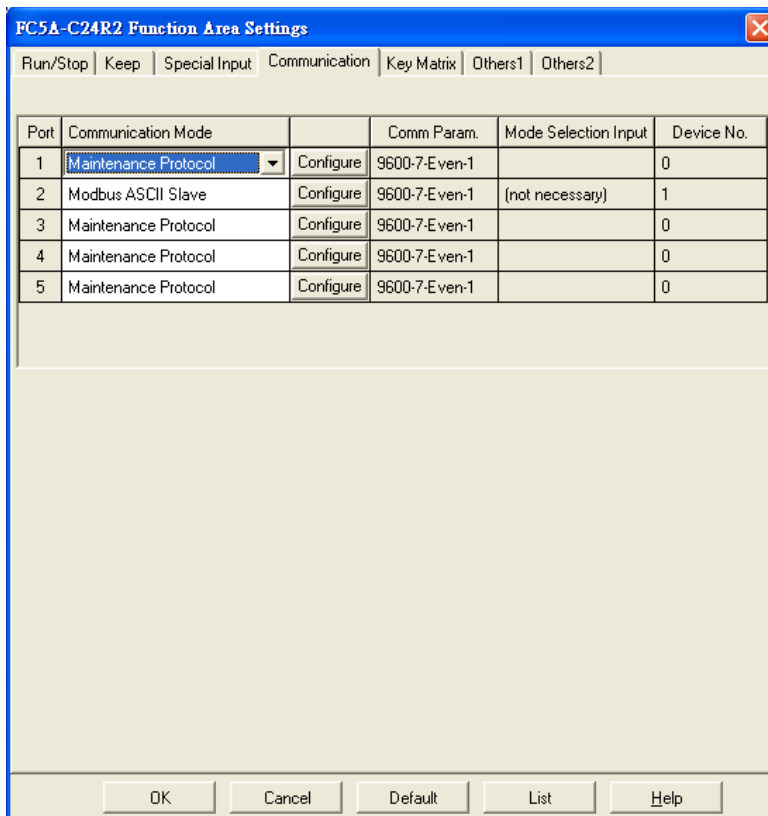 FC5A-C24R2 Function Area Settings
Run/Stop Keep Special Input Communication Key Matrix Others1 Others2
Port Communication Mode Comm Param. Mode Selection Input Device No.
1 Maintenance Protocol Configure 9600-7-Even-1 0
2 Modbus ASCII Slave Configure 9600-7-Even-1 (not necessary) 1
3 Maintenance Protocol Configure 9600-7-Even-1 0
4 Maintenance Protocol Configure 9600-7-Even-1 0
5 Maintenance Protocol Configure 9600-7-Even-1 0
OK Cancel Default List Help